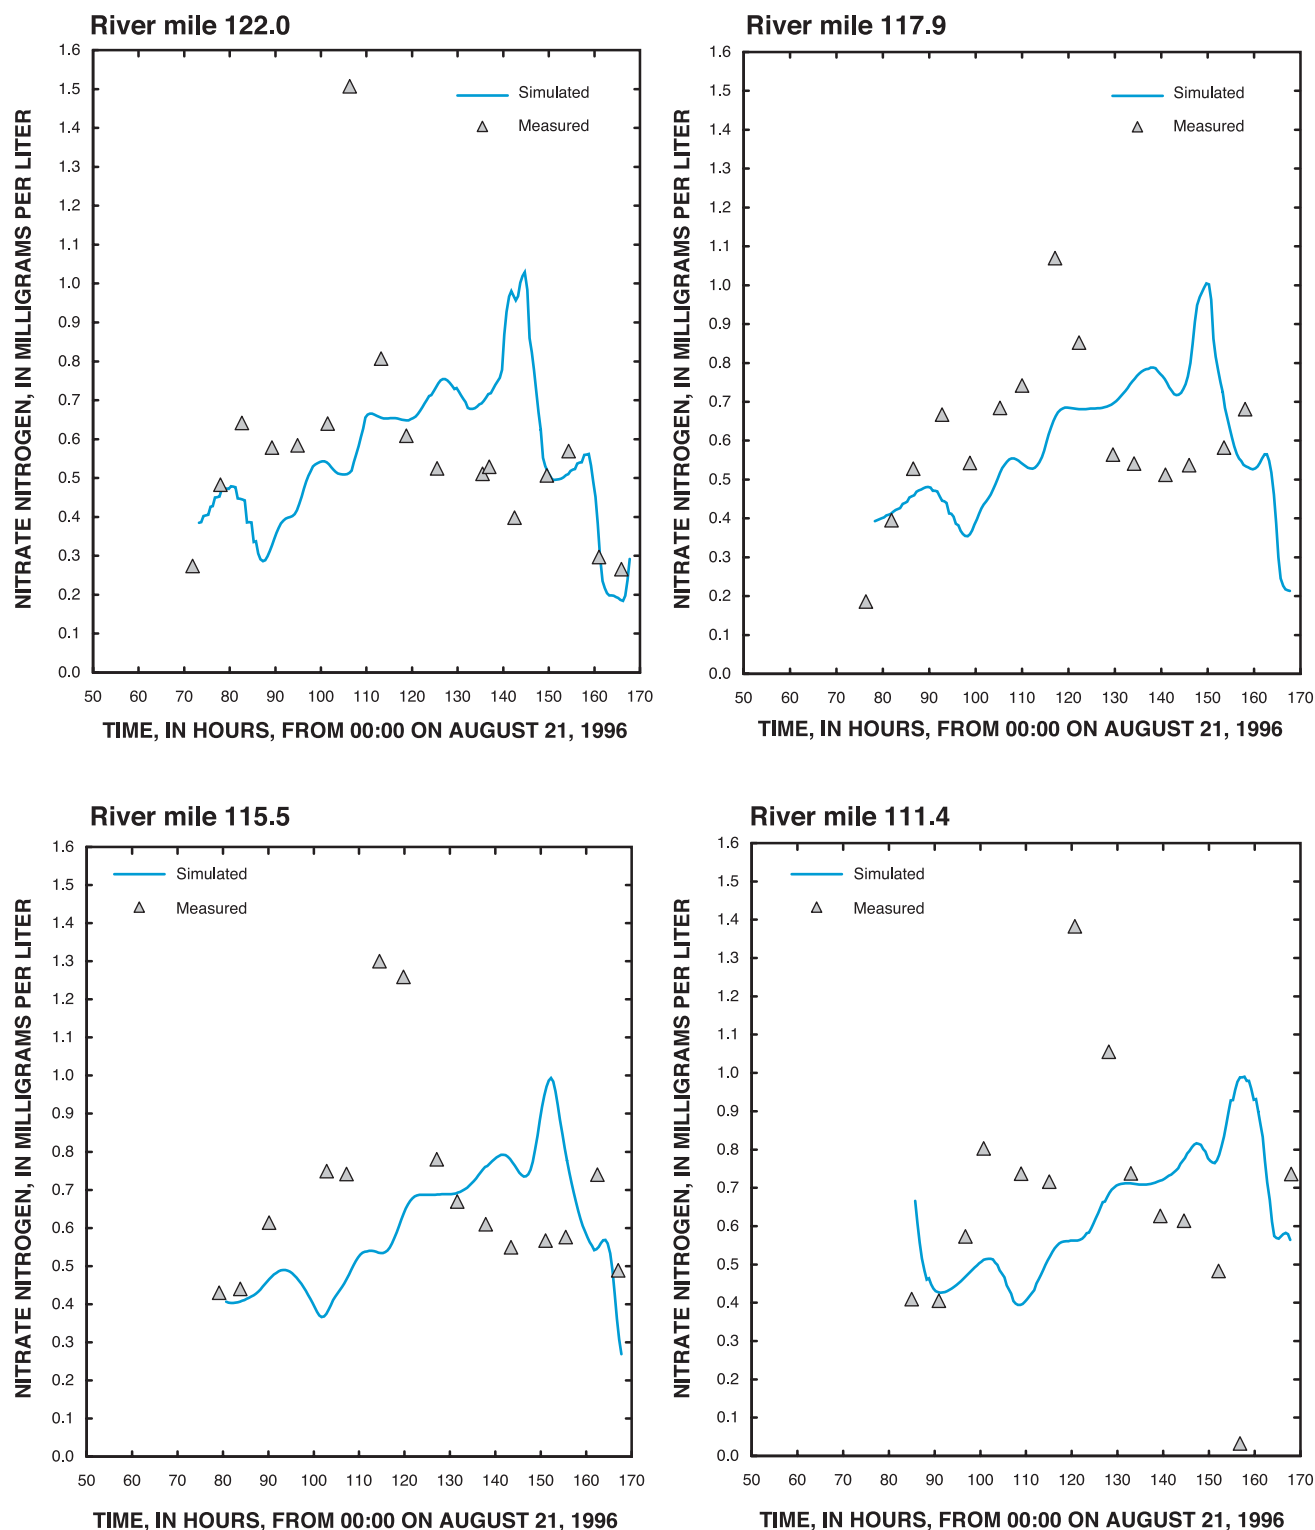 River mile 122.0
1.6
1.5
1.4
1.3
1.2
1.1
1.0
0.9
0.8
0.7
0.6
0.5
0.4
0.3
0.2
0.1
0.0
NITRATE NITROGEN, IN MILLIGRAMS PER LITER
Simulated
Measured
50 60 70 80 90 100 110 120 130 140 150 160 170
TIME, IN HOURS, FROM 00:00 ON AUGUST 21, 1996
River mile 117.9
1.6
1.5
1.4
1.3
1.2
1.1
1.0
0.9
0.8
0.7
0.6
0.5
0.4
0.3
0.2
0.1
0.0
NITRATE NITROGEN, IN MILLIGRAMS PER LITER
Simulated
Measured
50 60 70 80 90 100 110 120 130 140 150 160 170
TIME, IN HOURS, FROM 00:00 ON AUGUST 21, 1996
River mile 115.5
1.6
1.5
1.4
1.3
1.2
1.1
1.0
0.9
0.8
0.7
0.6
0.5
0.4
0.3
0.2
0.1
0.0
NITRATE NITROGEN, IN MILLIGRAMS PER LITER
Simulated
Measured
50 60 70 80 90 100 110 120 130 140 150 160 170
TIME, IN HOURS, FROM 00:00 ON AUGUST 21, 1996
River mile 111.4
1.6
1.5
1.4
1.3
1.2
1.1
1.0
0.9
0.8
0.7
0.6
0.5
0.4
0.3
0.2
0.1
0.0
NITRATE NITROGEN, IN MILLIGRAMS PER LITER
Simulated
Measured
50 60 70 80 90 100 110 120 130 140 150 160 170
TIME, IN HOURS, FROM 00:00 ON AUGUST 21, 1996